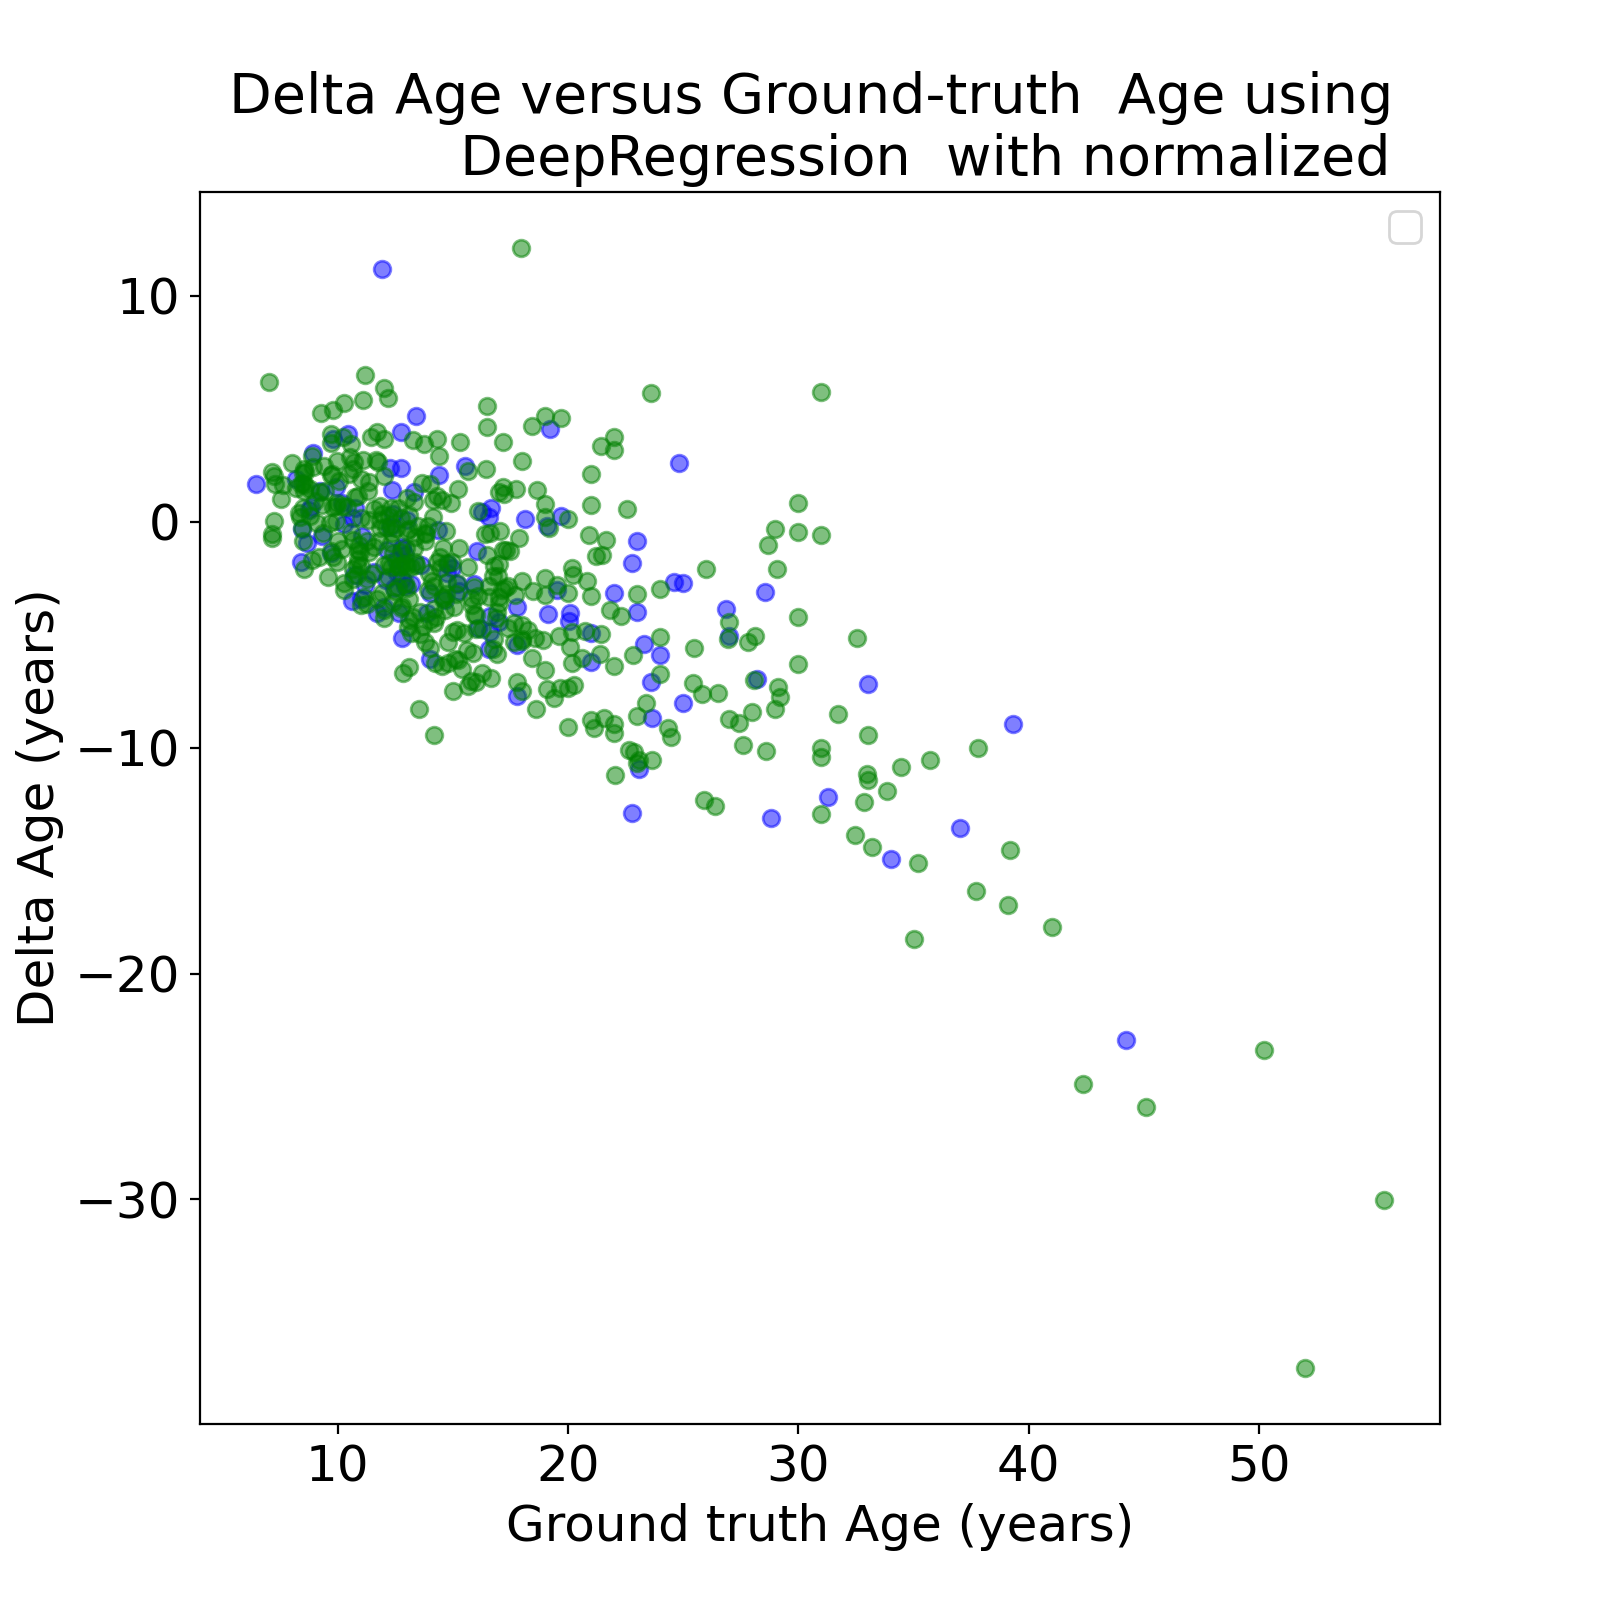 Delta Age versus Ground-truth  Age using
DeepRegression  with normalized
10
0
−10
−20
−30
Delta Age (years)
10 20 30 40 50
Ground truth Age (years)